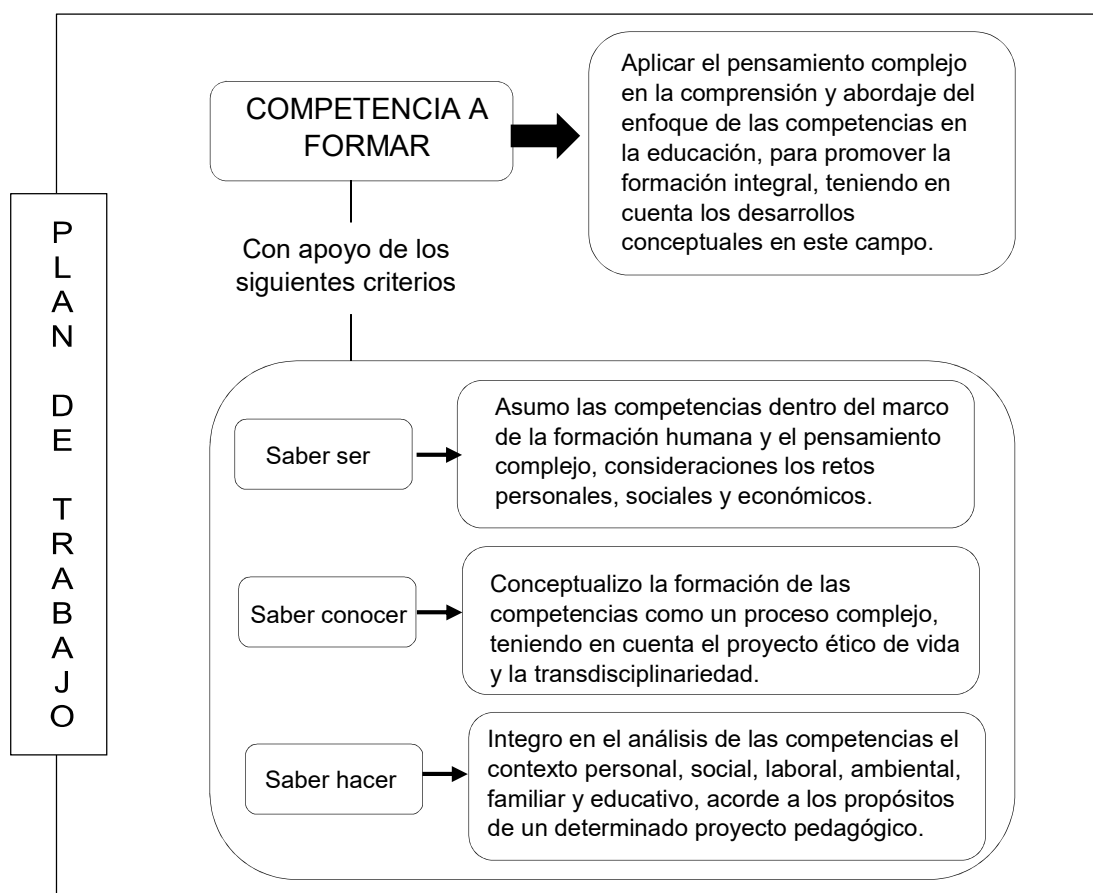 PLAN DE TRABAJO
COMPETENCIA A
FORMAR
Aplicar el pensamiento complejo
en la comprensión y abordaje del
enfoque de las competencias en
la educación, para promover la
formación integral, teniendo en
cuenta los desarrollos
conceptuales en este campo.
Con apoyo de los
siguientes criterios
Saber ser
Asumo las competencias dentro del marco
de la formación humana y el pensamiento
complejo, consideraciones los retos
personales, sociales y económicos.
Saber conocer
Conceptualizo la formación de las
competencias como un proceso complejo,
teniendo en cuenta el proyecto ético de vida
y la transdisciplinariedad.
Saber hacer
Integro en el análisis de las competencias el
contexto personal, social, laboral, ambiental,
familiar y educativo, acorde a los propósitos
de un determinado proyecto pedagógico.